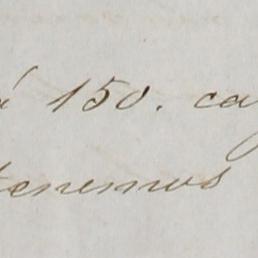 á 150. ca
tenemos